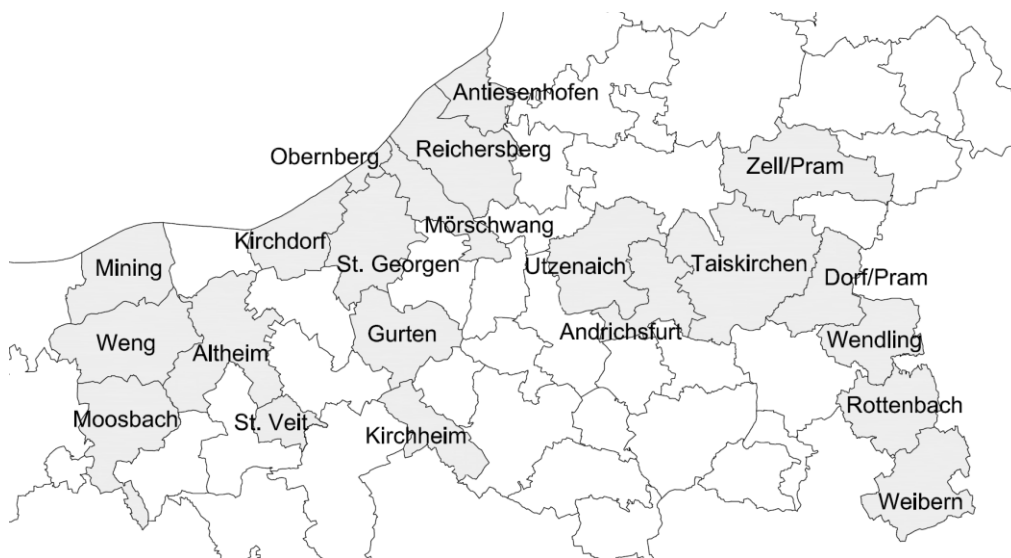 Antiesenhofen
Reichersberg
Obernberg
Zell/Pram
Mörschwang
Kirchdorf
St. Georgen
Utzenaich
Taiskirchen
Mining
Dorf/Pram
Andrichsfurt
Gurten
Weng
Altheim
Wendling
Moosbach
St. Veit
Kirchheim
Rottenbach
Weibern